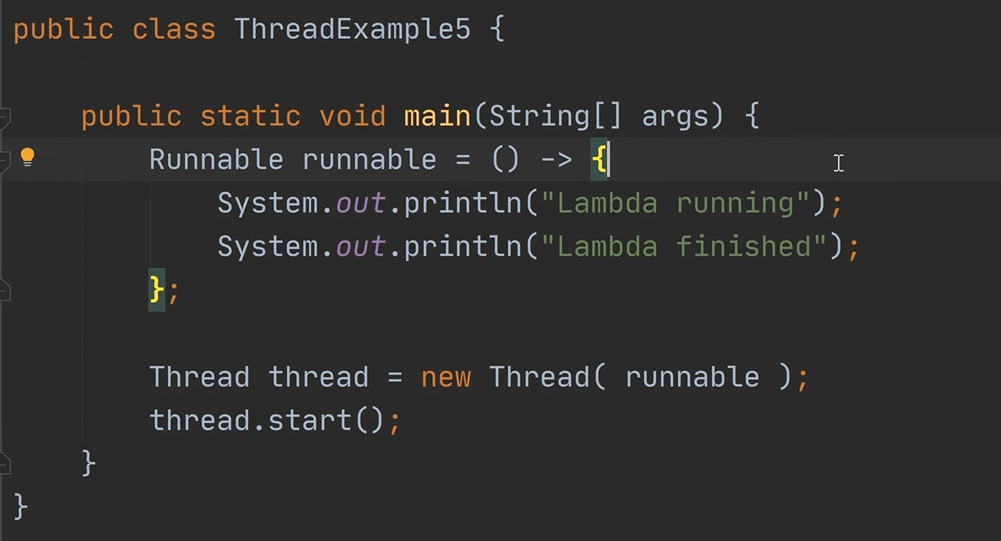 public class ThreadExample5 {
public static void main(String[] args) {
Runnable runnable = () -> {
System.out.println("Lambda running");
System.out.println("Lambda finished");
};
Thread thread = new Thread( runnable );
thread.start();
}
}